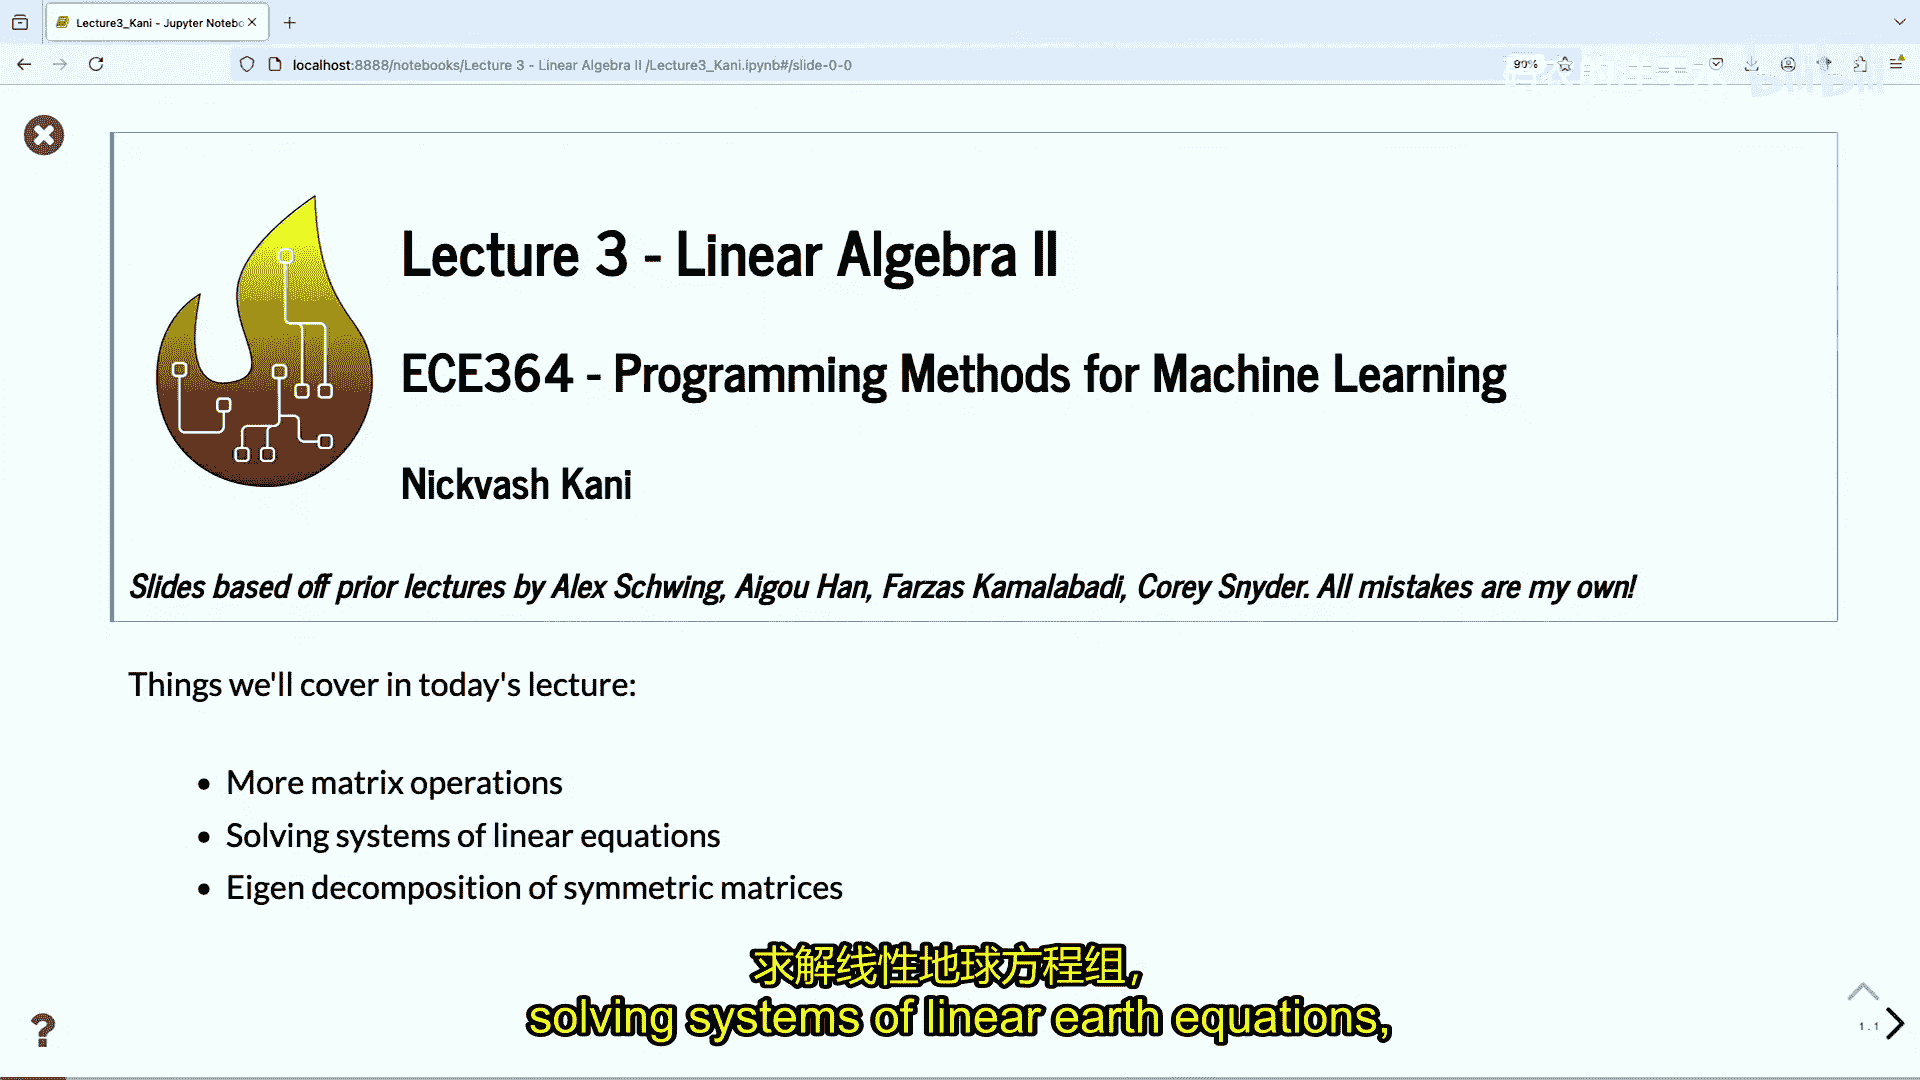 Lecture3_Kani - Jupyter Notebo
localhost:8888/notebooks/Lecture 3 - Linear Algebra II /Lecture3_Kani.ipynb#/slide-0-0
90%
Lecture 3 - Linear Algebra II
ECE364 - Programming Methods for Machine Learning
Nickvash Kani
Slides based off prior lectures by Alex Schwing, Aigou Han, Farzas Kamalabadi, Corey Snyder. All mistakes are my own!
Things we'll cover in today's lecture:
• More matrix operations
• Solving systems of linear equations
• Eigen decomposition of symmetric matrices
求解线性地球方程组,
solving systems of linear earth equations,
1.1